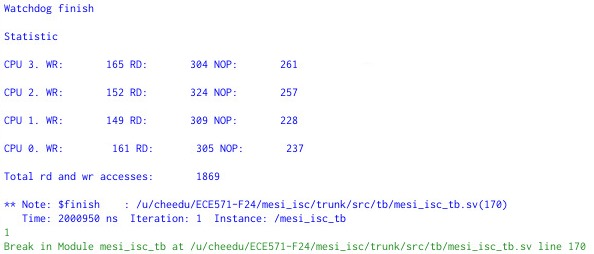 Watchdog finish
Statistic
CPU 3. WR: 165 RD: 304 NOP: 261
CPU 2. WR: 152 RD: 324 NOP: 257
CPU 1. WR: 149 RD: 309 NOP: 228
CPU 0. WR: 161 RD: 305 NOP: 237
Total rd and wr accesses: 1869
** Note: $finish : /u/cheedu/ECE571-F24/mesi_isc/trunk/src/tb/mesi_isc_tb.sv(170)
Time: 2000950 ns Iteration: 1 Instance: /mesi_isc_tb
1
Break in Module mesi_isc_tb at /u/cheedu/ECE571-F24/mesi_isc/trunk/src/tb/mesi_isc_tb.sv line 170